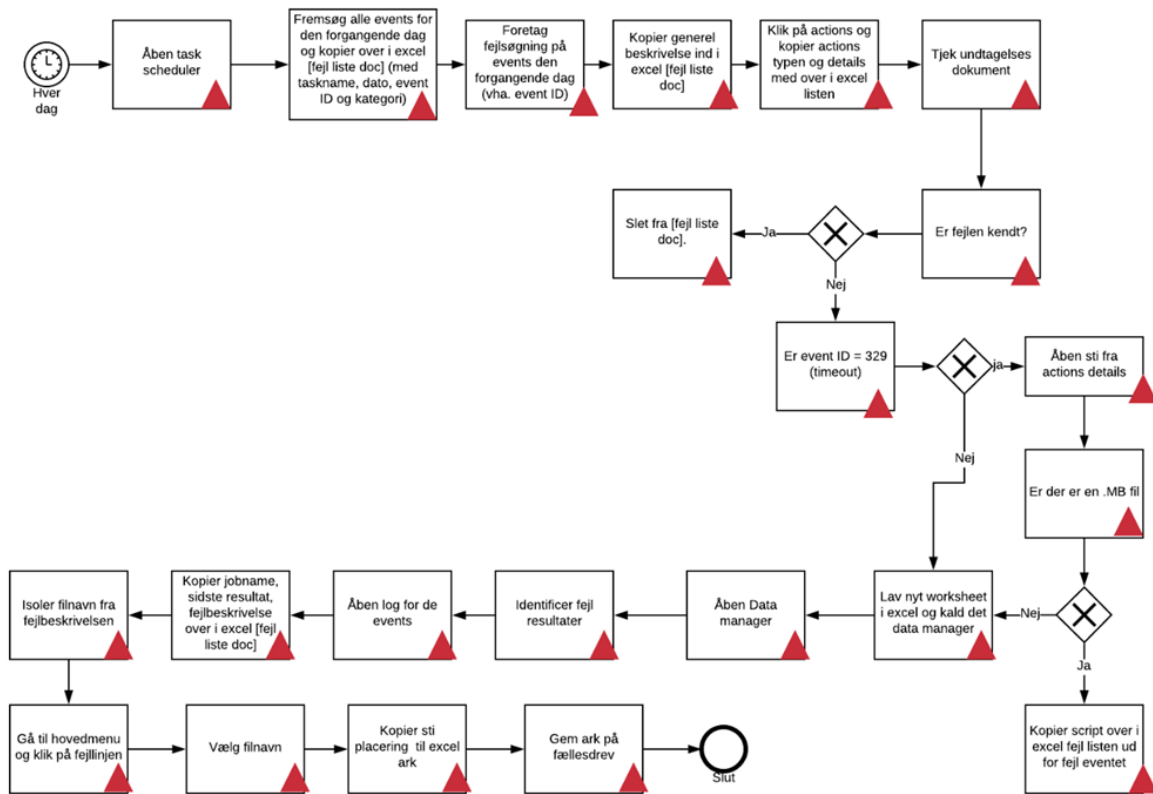 Hver
dag
Åben task
scheduler
Fremsøg alle events for
den forgangende dag
og kopier over i excel
[fejl liste doc] (med
taskname, dato, event
ID og kategori)
Foretag
fejlsøgning på
events den
forgangende dag
(vha. event ID)
Kopier generel
beskrivelse ind i
excel [fejl liste
doc]
Klik på actions og
kopier actions
typen og details
med over i excel
listen
Tjek undtagelses
dokument
Er fejlen kendt?
Ja
Slet fra [fejl liste
doc].
Nej
Er event ID = 329
(timeout)
ja
Åben sti fra
actions details
Nej
Er der er en .MB fil
Nej
Ja
Kopier script over i
excel fejl listen ud
for fejl eventet
Lav nyt worksheet
i excel og kald det
data manager
Åben Data
manager
Identificer fejl
resultater
Åben log for de
events
Kopier jobname,
sidste resultat,
fejlbeskrivelse
over i excel [fejl
liste doc]
Isoler filnavn fra
fejlbeskrivelsen
Gå til hovedmenu
og klik på fejllinjen
Vælg filnavn
Kopier sti
placering til excel
ark
Gem ark på
fællesdrev
Slut